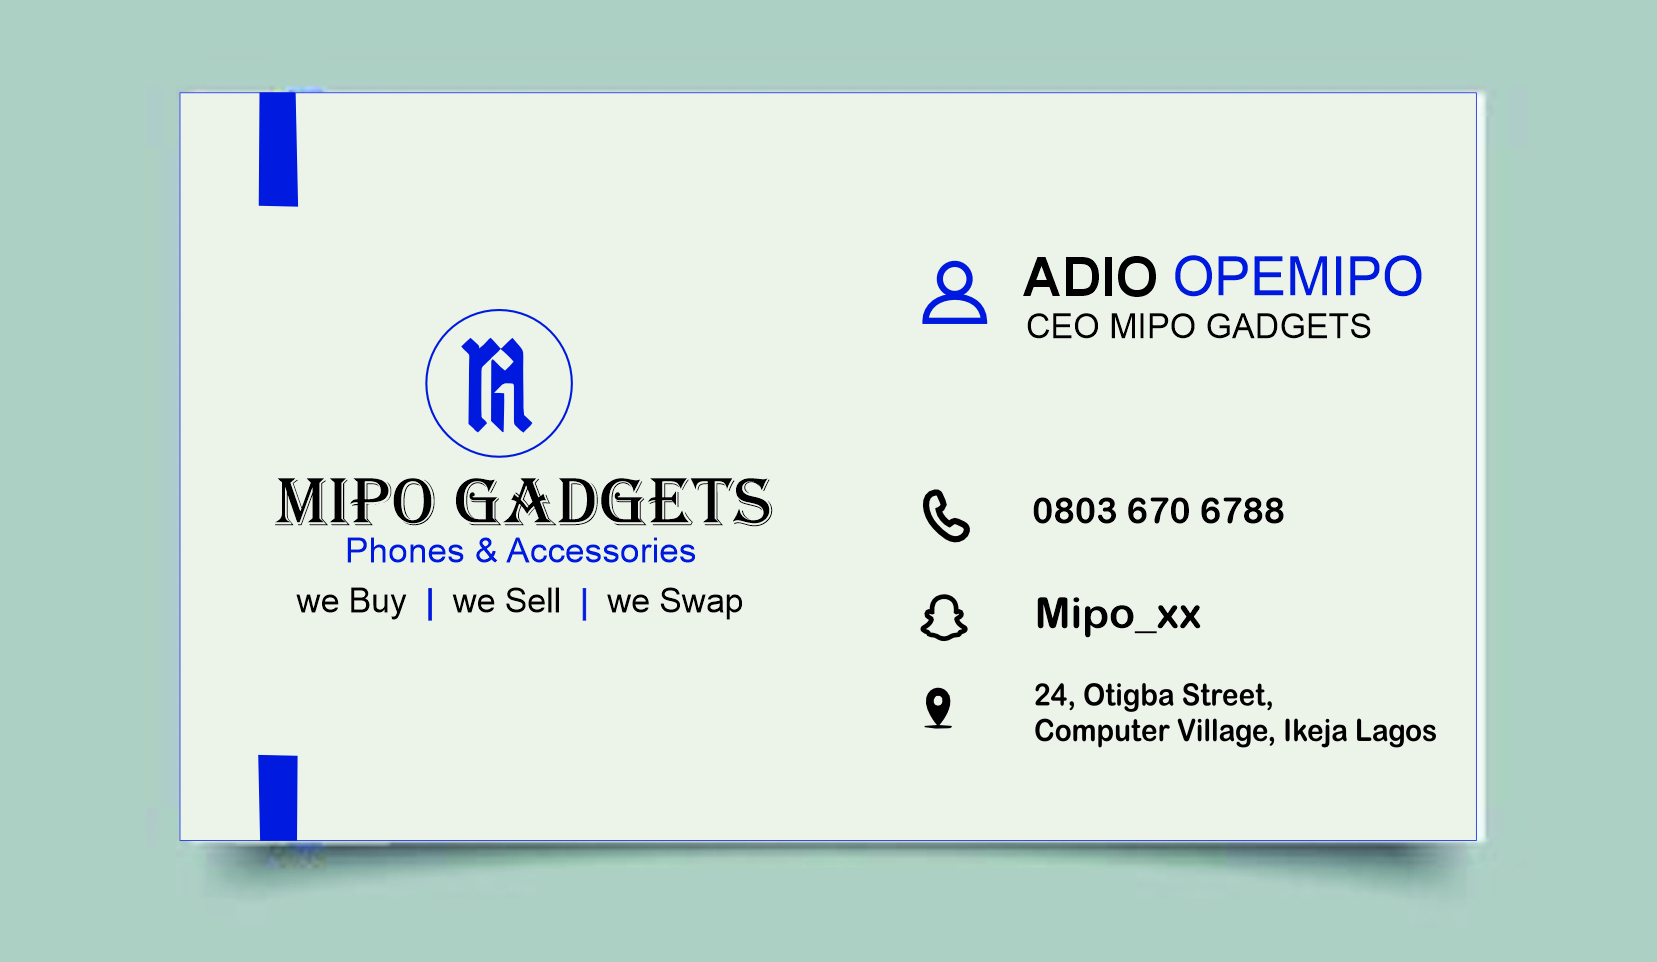 MIPO GADGETS
Phones & Accessories
we Buy | we Sell | we Swap
ADIO OPEMIPO
CEO MIPO GADGETS
0803 670 6788
Mipo_xx
24, Otigba Street,
Computer Village, Ikeja Lagos